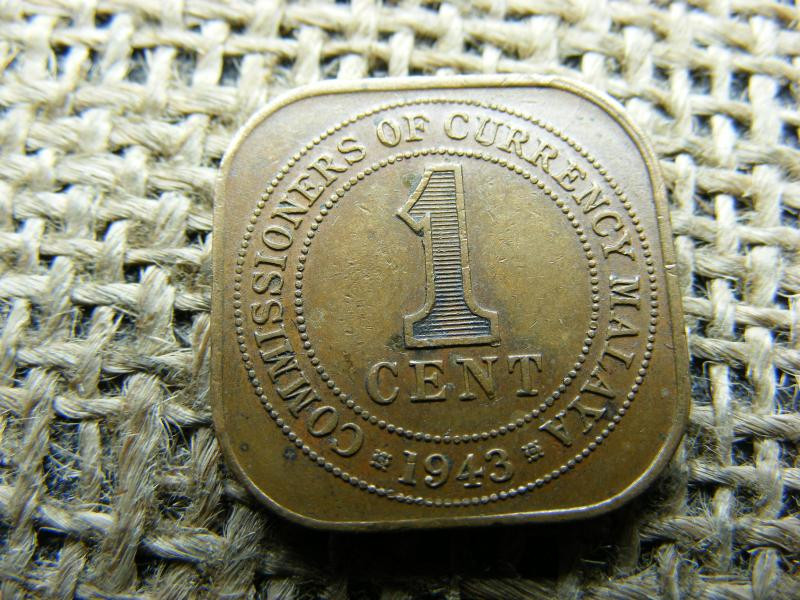 COMMISSIONERS OF CURRENCY MALAYA
1
CENT
1943